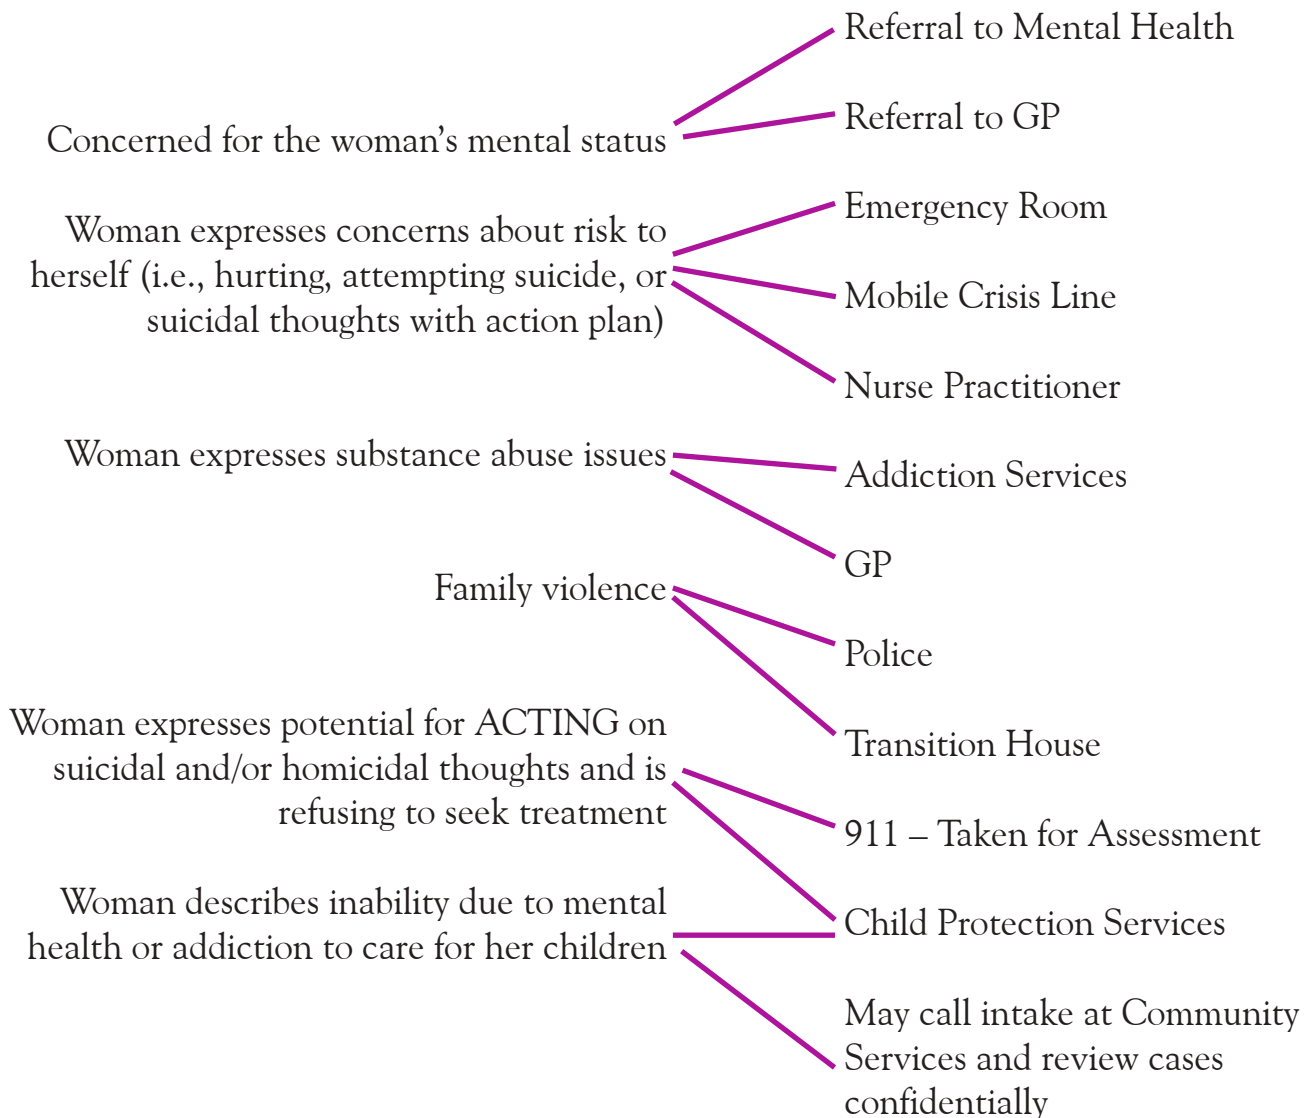 Referral to Mental Health
Concerned for the woman’s mental status
Referral to GP
Emergency Room
Woman expresses concerns about risk to
herself (i.e., hurting, attempting suicide, or
suicidal thoughts with action plan)
Mobile Crisis Line
Nurse Practitioner
Woman expresses substance abuse issues
Addiction Services
GP
Family violence
Police
Transition House
Woman expresses potential for ACTING on
suicidal and/or homicidal thoughts and is
refusing to seek treatment
911 – Taken for Assessment
Woman describes inability due to mental
health or addiction to care for her children
Child Protection Services
May call intake at Community
Services and review cases
confidentially